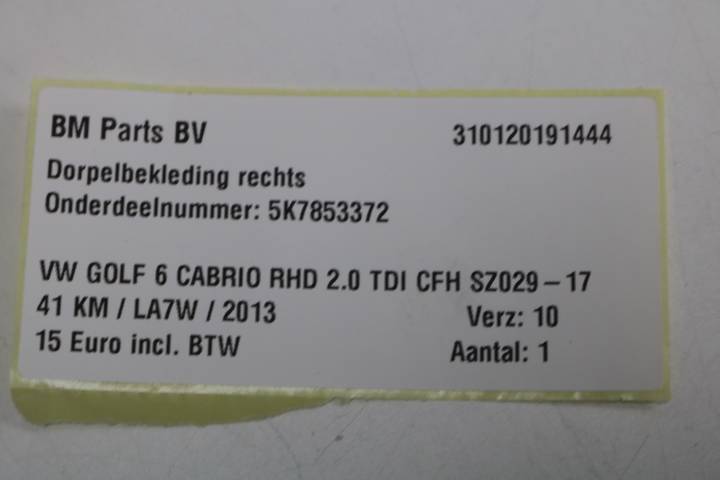 BM Parts BV 310120191444
Dorpelbekleding rechts
Onderdeelnummer: 5K7853372
VW GOLF 6 CABRIO RHD 2.0 TDI CFH SZ029-17
41 KM / LA7W / 2013 Verz: 10
15 Euro incl. BTW Aantal: 1